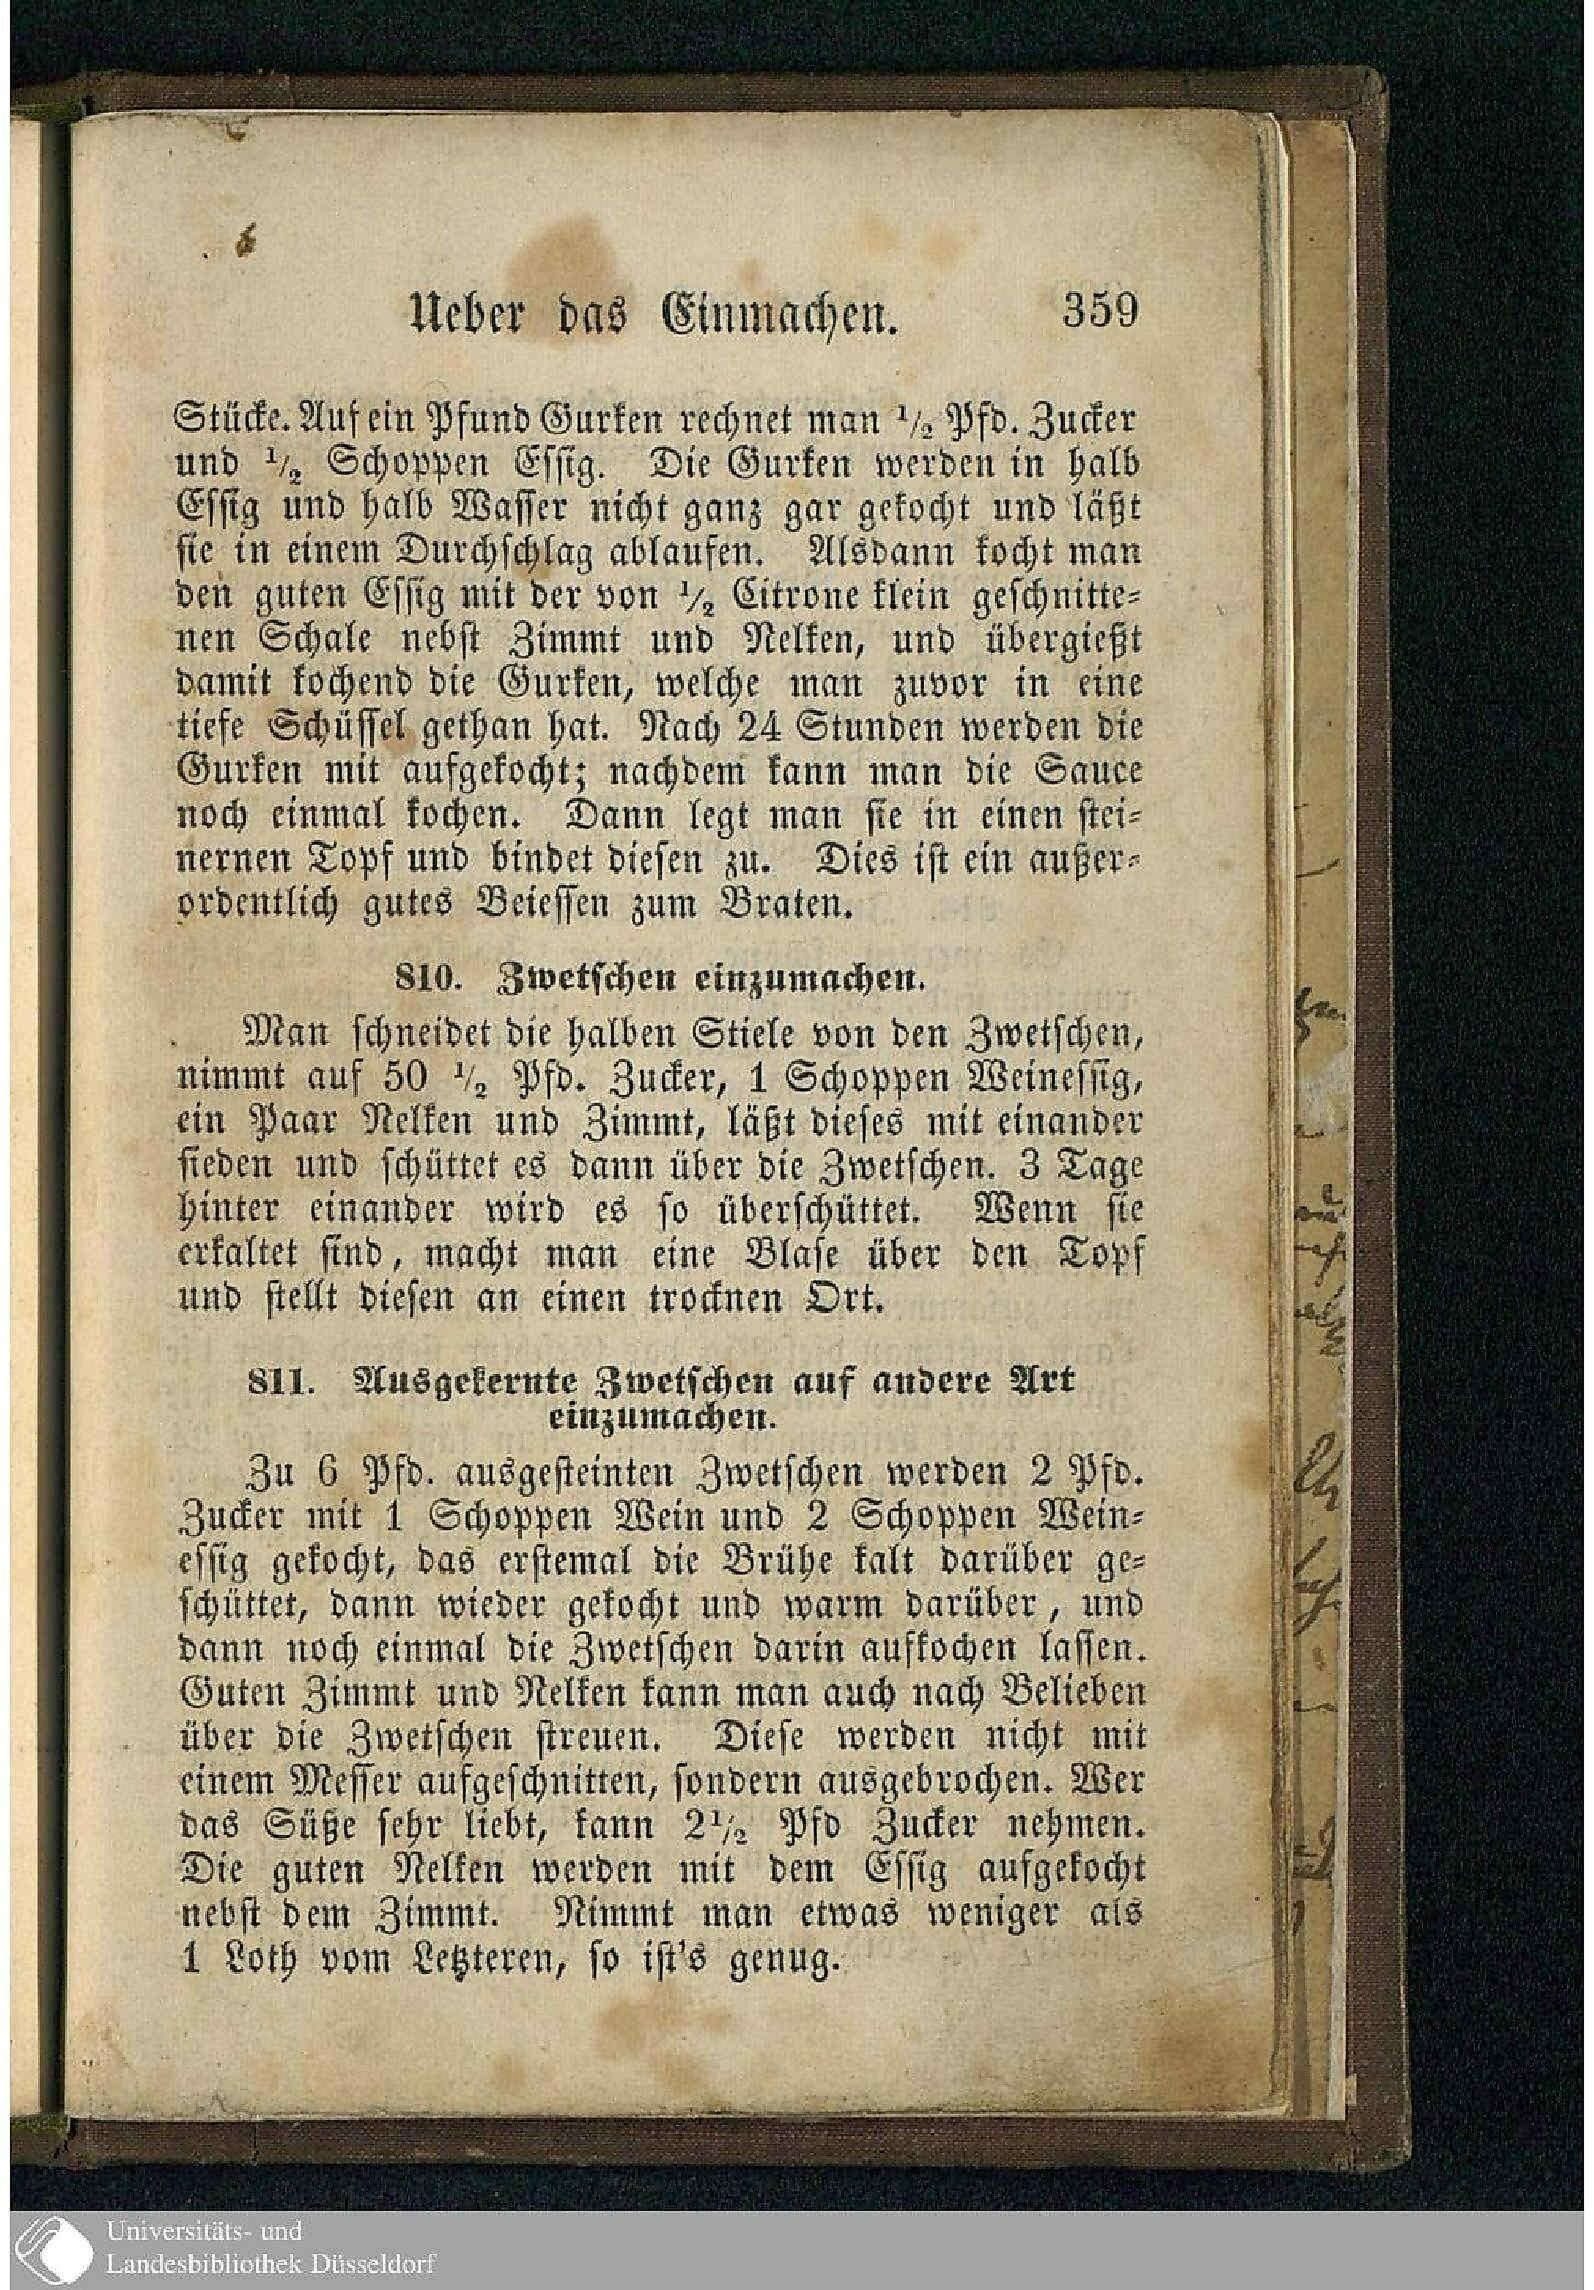 Ueber das Einmachen. 359
Stücke. Auf ein Pfund Gurken rechnet man 1/2 Pfd. Zucker
und 1/2 Schoppen Essig. Die Gurken werden in halb
Essig und halb Wasser nicht ganz gar gekocht und läßt
sie in einem Durchschlag ablaufen. Alsdann kocht man
den guten Essig mit der von 1/2 Citrone klein geschnitte-
nen Schale nebst Zimmt und Nelken, und übergießt
damit kochend die Gurken, welche man zuvor in eine
tiefe Schüssel gethan hat. Nach 24 Stunden werden die
Gurken mit aufgekocht; nachdem kann man die Sauce
noch einmal kochen. Dann legt man sie in einen stei-
nernen Topf und bindet diesen zu. Dies ist ein außer-
ordentlich gutes Beiessen zum Braten.
810. Zwetschen einzumachen.
Man schneidet die halben Stiele von den Zwetschen,
nimmt auf 50 1/2 Pfd. Zucker, 1 Schoppen Weinessig,
ein Paar Nelken und Zimmt, läßt dieses mit einander
sieden und schüttet es dann über die Zwetschen. 3 Tage
hinter einander wird es so überschüttet. Wenn sie
erkaltet sind, macht man eine Blase über den Topf
und stellt diesen an einen trocknen Ort.
811. Ausgekernte Zwetschen auf andere Art
einzumachen.
Zu 6 Pfd. ausgesteinten Zwetschen werden 2 Pfd.
Zucker mit 1 Schoppen Wein und 2 Schoppen Wein-
essig gekocht, das erstemal die Brühe kalt darüber ge-
schüttet, dann wieder gekocht und warm darüber, und
dann noch einmal die Zwetschen darin aufkochen lassen.
Guten Zimmt und Nelken kann man auch nach Belieben
über die Zwetschen streuen. Diese werden nicht mit
einem Messer aufgeschnitten, sondern ausgebrochen. Wer
das Süße sehr liebt, kann 2 1/2 Pfd Zucker nehmen.
Die guten Nelken werden mit dem Essig aufgekocht
nebst dem Zimmt. Nimmt man etwas weniger als
1 Loth vom Letzteren, so ist's genug.
Universitäts- und
Landesbibliothek Düsseldorf